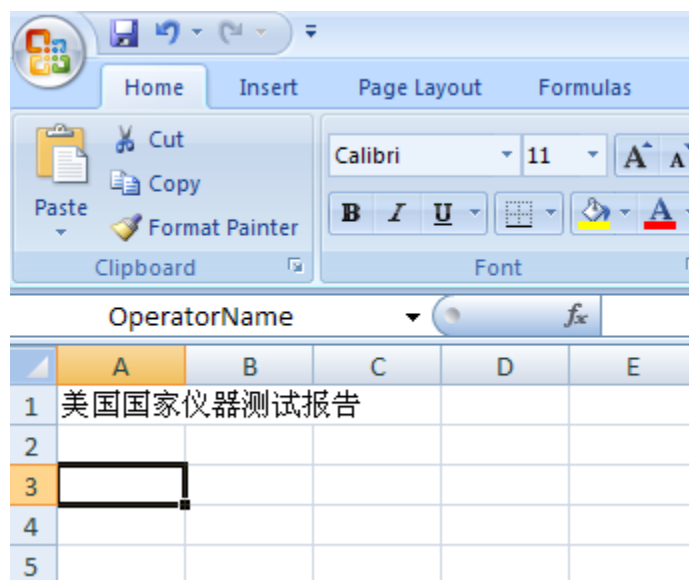 Home Insert Page Layout Formulas
Cut
Calibri 11 A A
Copy
Paste
B I U A
Format Painter
Clipboard Font
OperatorName fx
A B C D E
1 美国国家仪器测试报告
2
3
4
5